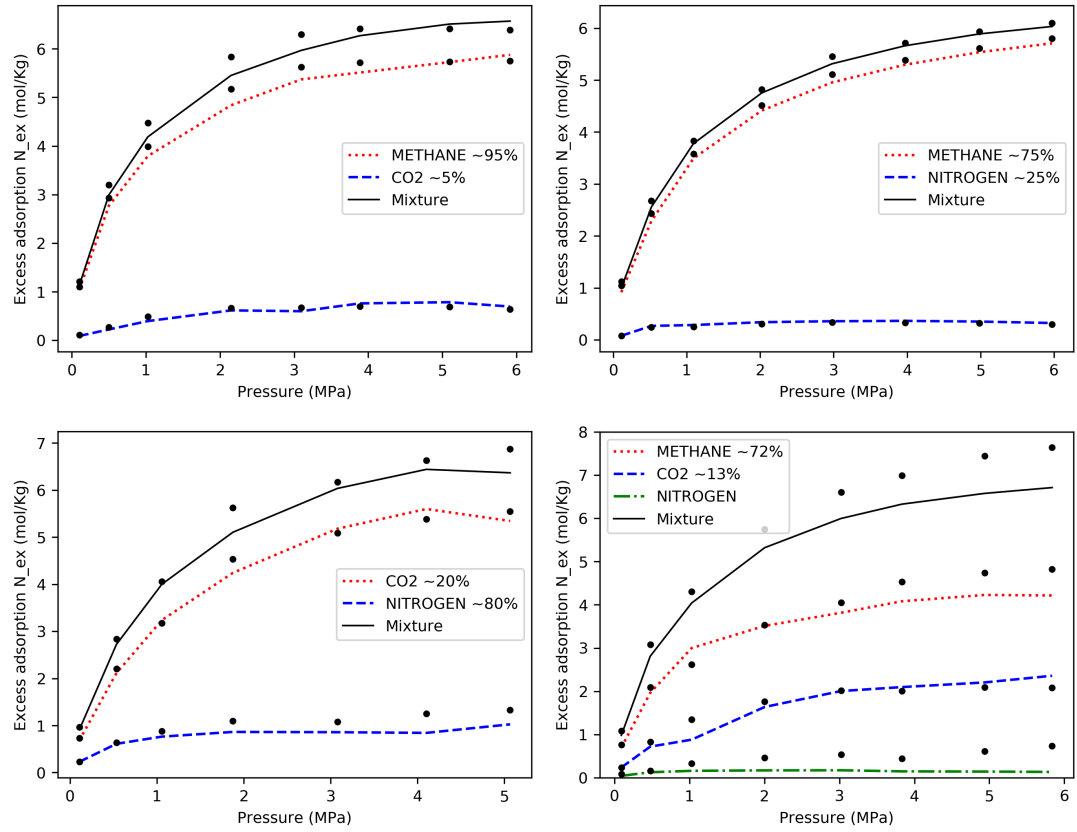 Excess adsorption N_ex (mol/Kg)
6
5
4
3
2
1
0
METHANE ~95%
CO2 ~5%
Mixture
0 1 2 3 4 5 6
Pressure (MPa)
Excess adsorption N_ex (mol/Kg)
6
5
4
3
2
1
0
METHANE ~75%
NITROGEN ~25%
Mixture
0 1 2 3 4 5 6
Pressure (MPa)
Excess adsorption N_ex (mol/Kg)
7
6
5
4
3
2
1
0
CO2 ~20%
NITROGEN ~80%
Mixture
0 1 2 3 4 5
Pressure (MPa)
Excess adsorption N_ex (mol/Kg)
8
7
6
5
4
3
2
1
0
METHANE ~72%
CO2 ~13%
NITROGEN
Mixture
0 1 2 3 4 5 6
Pressure (MPa)